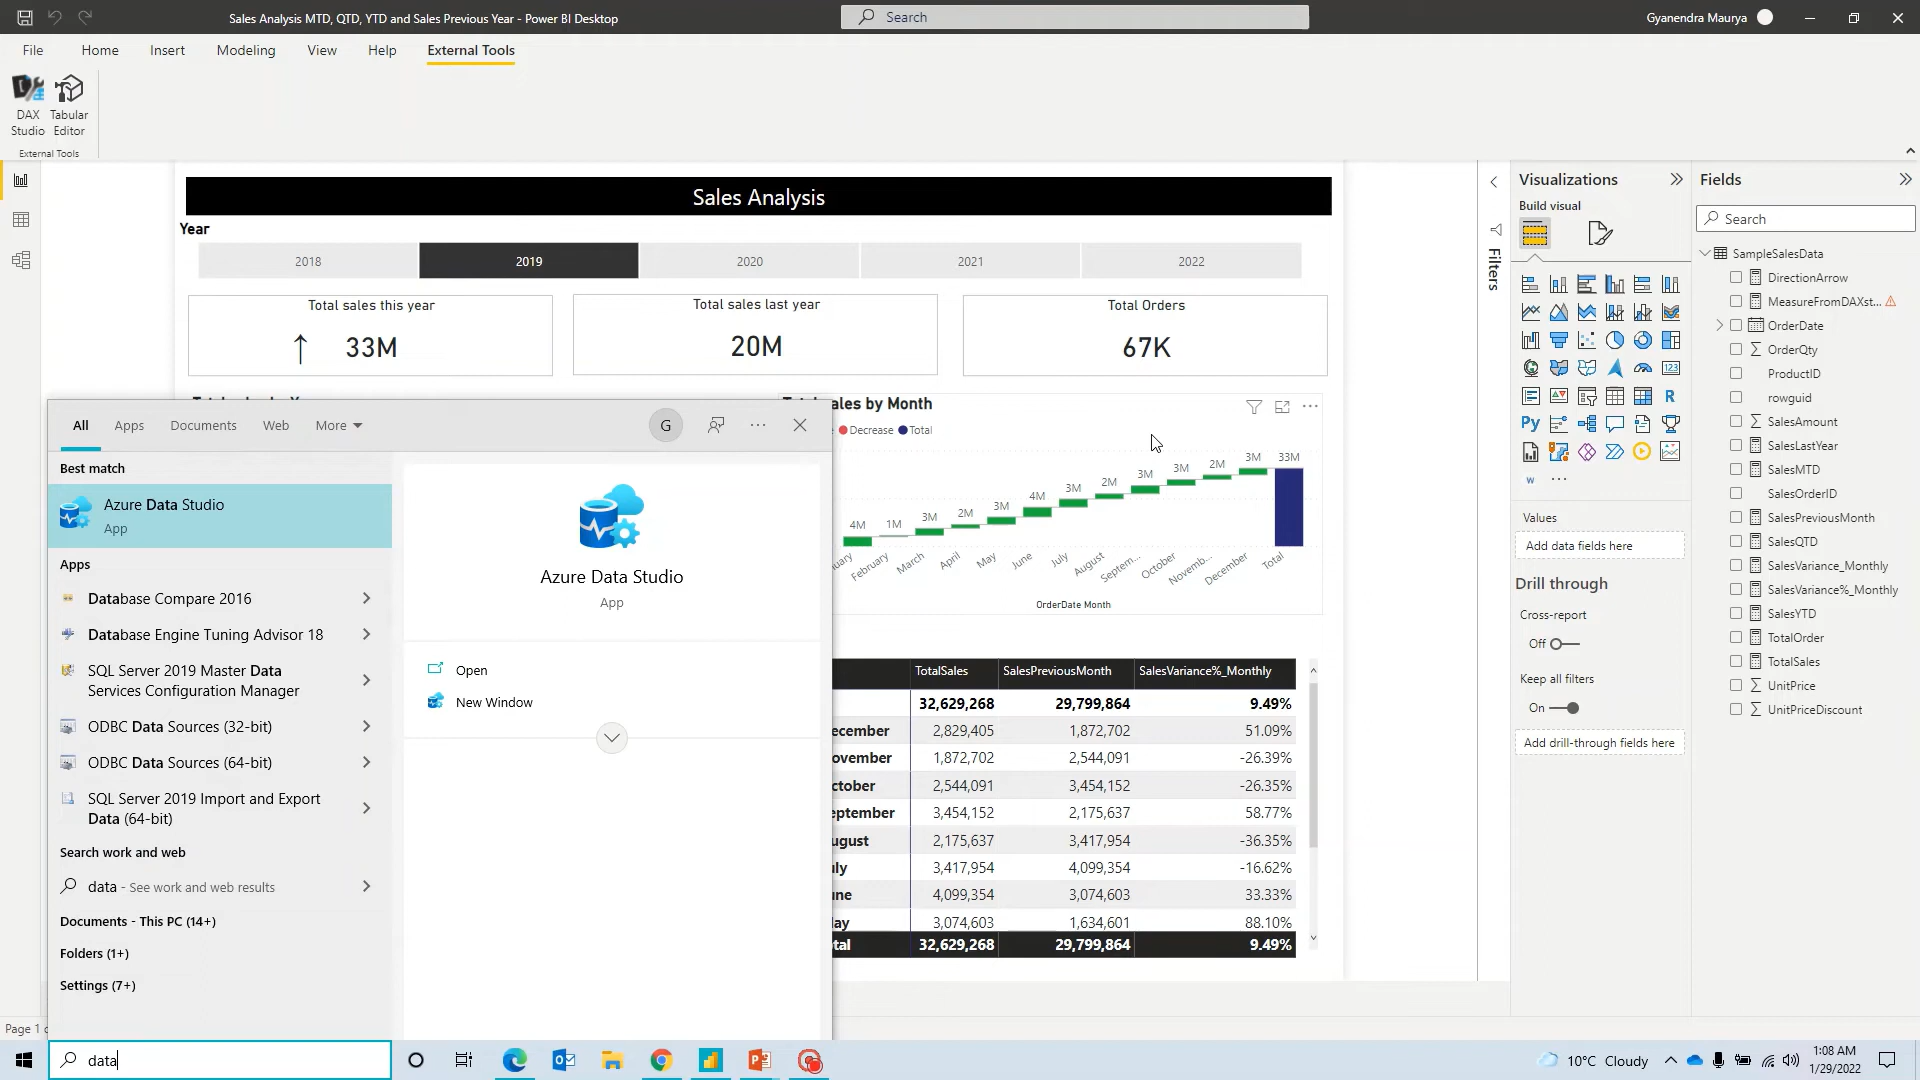 Sales Analysis MTD, QTD, YTD and Sales Previous Year - Power BI Desktop
Search
Gyanendra Maurya
File
Home
Insert
Modeling
View
Help
External Tools
DAX Studio
Tabular Editor
External Tools
Sales Analysis
Year
2018
2019
2020
2021
2022
Total sales this year
↑ 33M
Total sales last year
20M
Total Orders
67K
ales by Month
Decrease
Total
4M
1M
3M
2M
3M
4M
3M
2M
3M
3M
2M
3M
33M
uary
February
March
April
May
June
July
August
Septem...
October
Novemb...
December
Total
OrderDate Month
TotalSales SalesPreviousMonth SalesVariance%_Monthly
32,629,268 29,799,864 9.49%
ecember 2,829,405 1,872,702 51.09%
ovember 1,872,702 2,544,091 -26.39%
ctober 2,544,091 3,454,152 -26.35%
eptember 3,454,152 2,175,637 58.77%
ugust 2,175,637 3,417,954 -36.35%
uly 3,417,954 4,099,354 -16.62%
une 4,099,354 3,074,603 33.33%
lay 3,074,603 1,634,601 88.10%
otal 32,629,268 29,799,864 9.49%
All
Apps
Documents
Web
More
G
Best match
Azure Data Studio
App
Apps
Database Compare 2016
Database Engine Tuning Advisor 18
SQL Server 2019 Master Data
Services Configuration Manager
ODBC Data Sources (32-bit)
ODBC Data Sources (64-bit)
SQL Server 2019 Import and Export
Data (64-bit)
Search work and web
data - See work and web results
Documents - This PC (14+)
Folders (1+)
Settings (7+)
Azure Data Studio
App
Open
New Window
Filters
Visualizations
Build visual
R
Py
123
Values
Add data fields here
Drill through
Cross-report
Off
Keep all filters
On
Add drill-through fields here
Fields
Search
SampleSalesData
DirectionArrow
MeasureFromDAXst...
OrderDate
OrderQty
ProductID
rowguid
SalesAmount
SalesLastYear
SalesMTD
SalesOrderID
SalesPreviousMonth
SalesQTD
SalesVariance_Monthly
SalesVariance%_Monthly
SalesYTD
TotalOrder
TotalSales
UnitPrice
UnitPriceDiscount
Page 1
data
10°C Cloudy
1:08 AM
1/29/2022